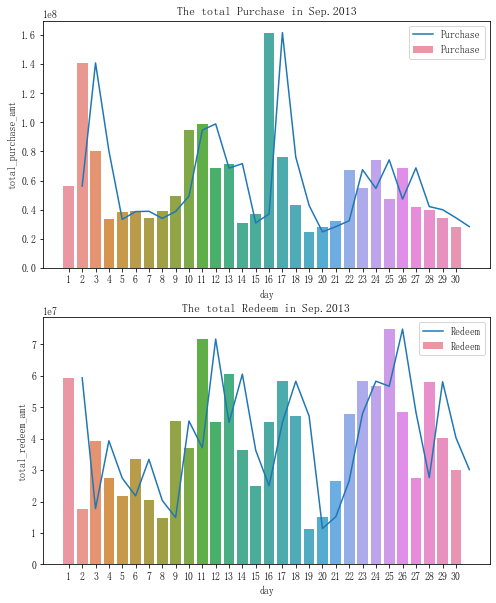 The total Purchase in Sep.2013
1e8
Purchase
Purchase
1.6
1.4
1.2
1.0
0.8
0.6
0.4
0.2
0.0
total_purchase_amt
1 2 3 4 5 6 7 8 9 10 11 12 13 14 15 16 17 18 19 20 21 22 23 24 25 26 27 28 29 30
day
The total Redeem in Sep.2013
1e7
Redeem
Redeem
7
6
5
4
3
2
1
0
total_redeem_amt
1 2 3 4 5 6 7 8 9 10 11 12 13 14 15 16 17 18 19 20 21 22 23 24 25 26 27 28 29 30
day